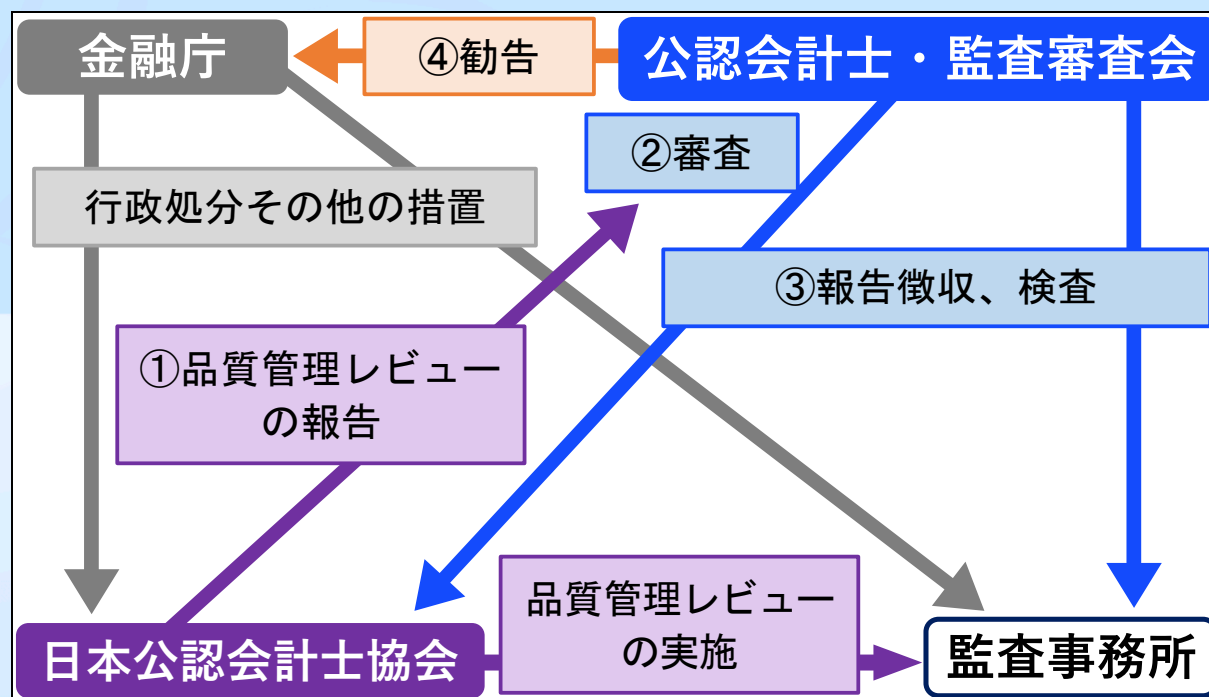 金融庁
④勧告
公認会計士・監査審査会
②審査
行政処分その他の措置
③報告徴収、検査
①品質管理レビュー
の報告
品質管理レビュー
の実施
日本公認会計士協会
監査事務所